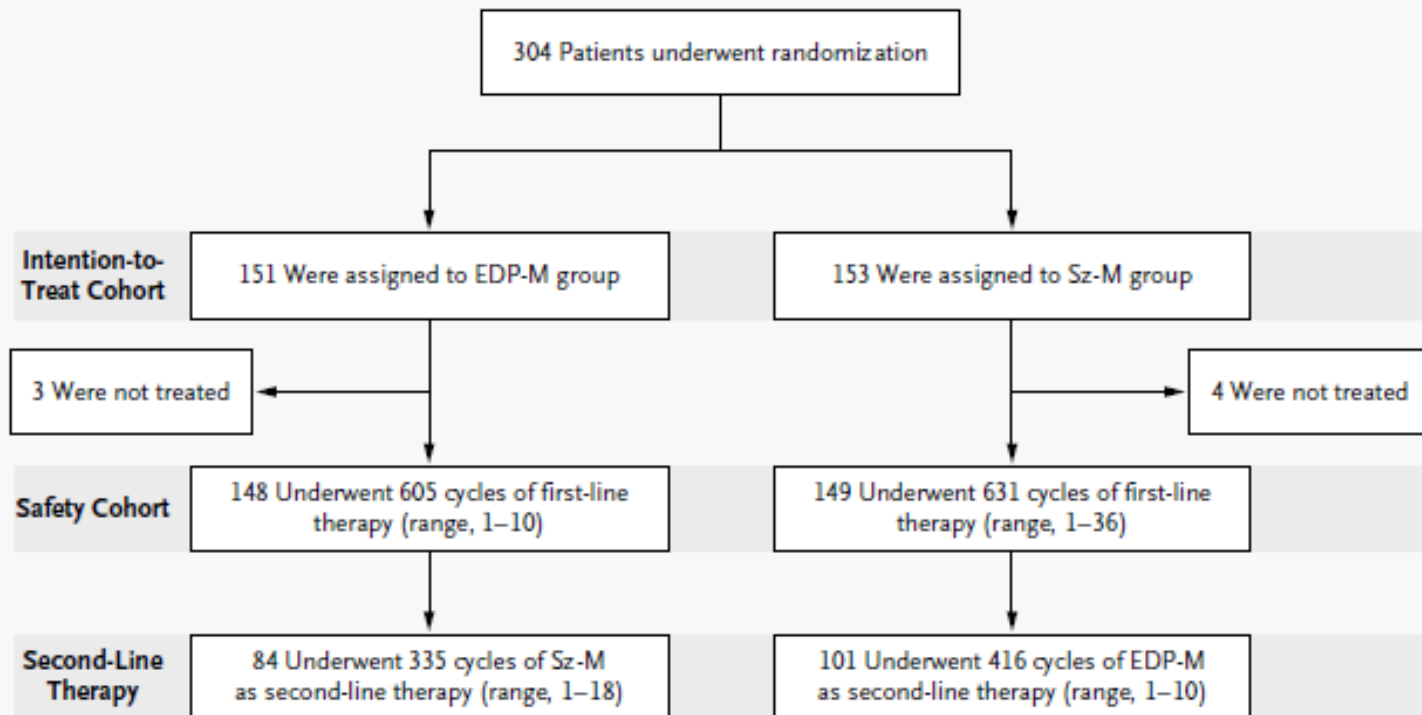 304 Patients underwent randomization
Intention-to-
Treat Cohort
151 Were assigned to EDP-M group
153 Were assigned to Sz-M group
3 Were not treated
4 Were not treated
Safety Cohort
148 Underwent 605 cycles of first-line
therapy (range, 1–10)
149 Underwent 631 cycles of first-line
therapy (range, 1–36)
Second-Line
Therapy
84 Underwent 335 cycles of Sz-M
as second-line therapy (range, 1–18)
101 Underwent 416 cycles of EDP-M
as second-line therapy (range, 1–10)